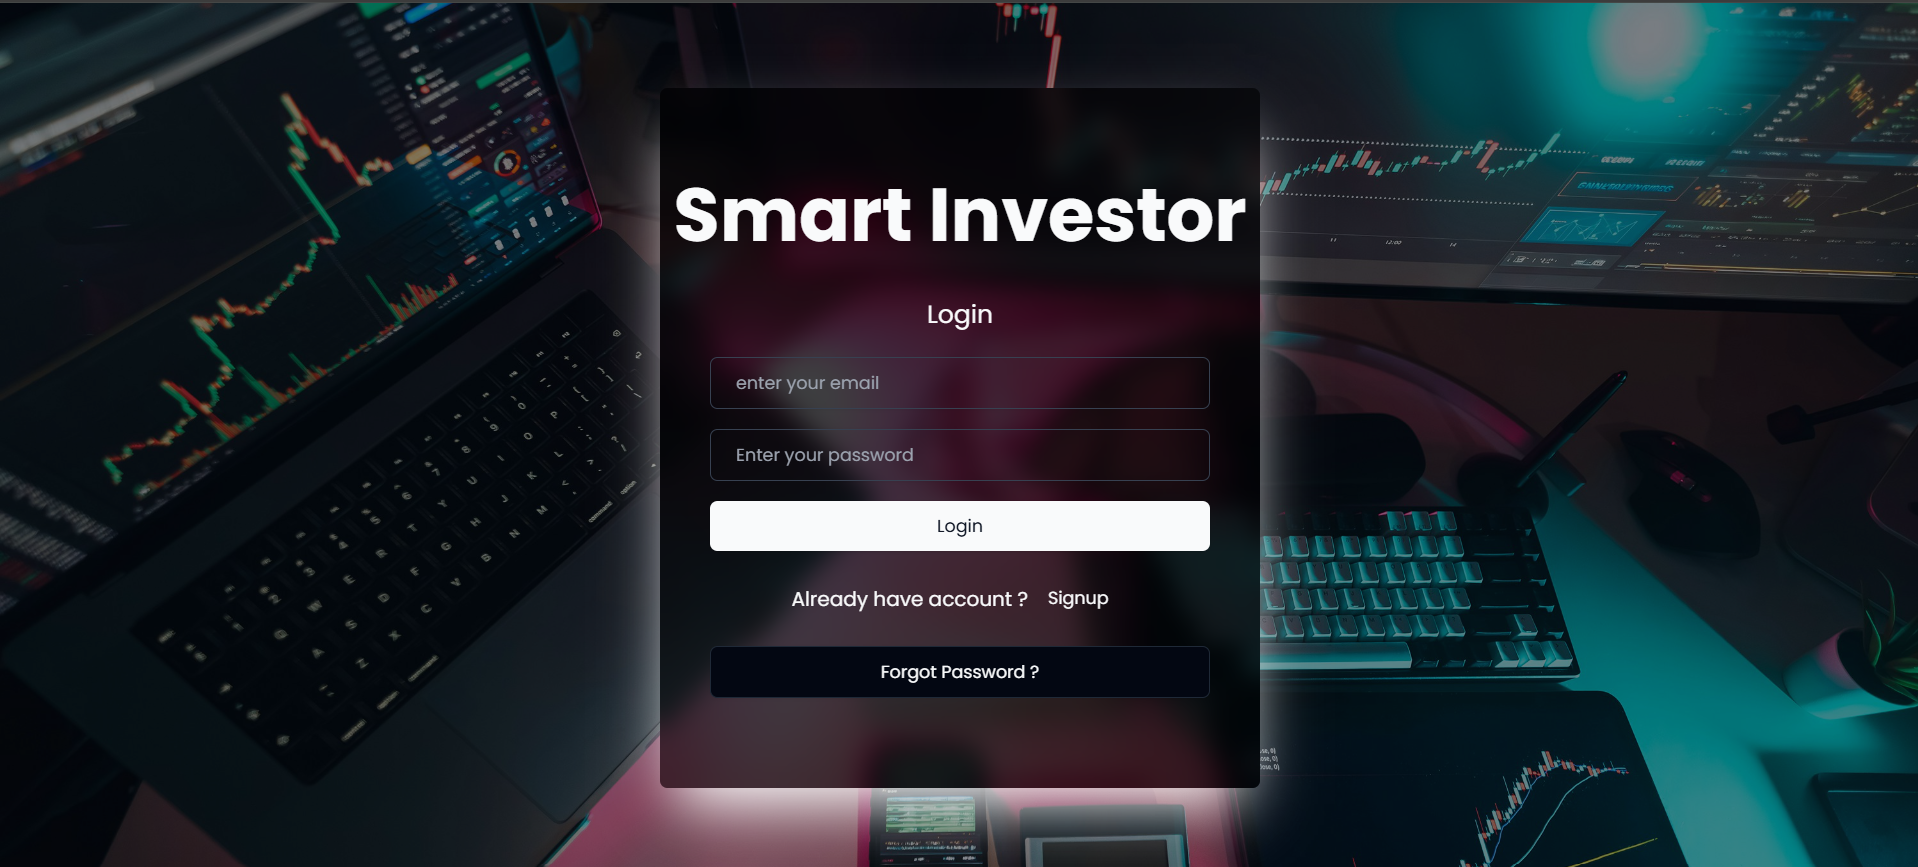 Smart Investor
Login
enter your email
Enter your password
Login
Already have account ? Signup
Forgot Password ?